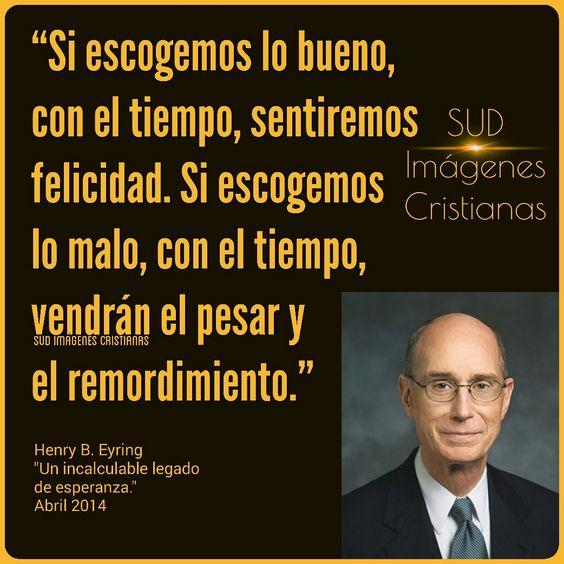 “Si escogemos lo bueno,
con el tiempo, sentiremos
felicidad. Si escogemos
lo malo, con el tiempo,
vendrán el pesar y
SUD IMAGENES CRISTIANAS
el remordimiento.”
SUD
Imágenes
Cristianas
Henry B. Eyring
"Un incalculable legado
de esperanza."
Abril 2014